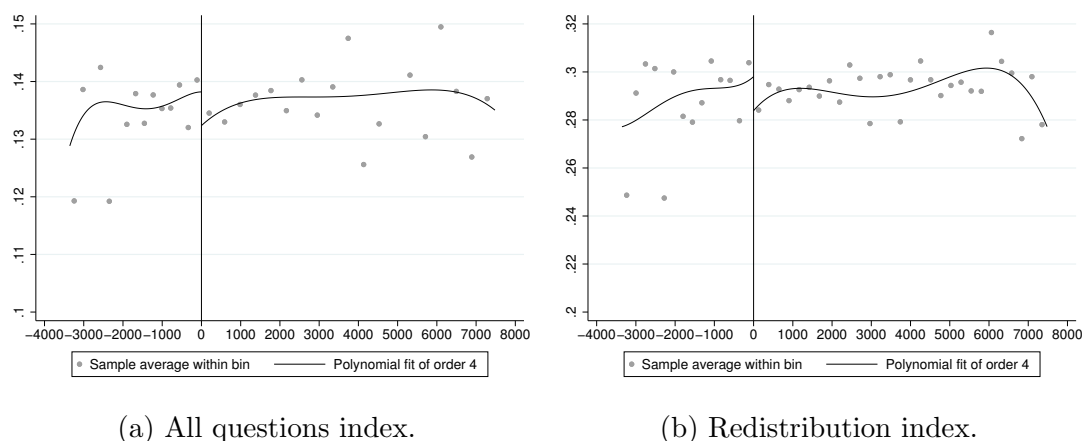 .15
.14
.13
.12
.11
.1
−4000 −3000 −2000 −1000 0 1000 2000 3000 4000 5000 6000 7000 8000
Sample average within bin Polynomial fit of order 4
(a) All questions index.
.32
.3
.28
.26
.24
.22
.2
−4000 −3000 −2000 −1000 0 1000 2000 3000 4000 5000 6000 7000 8000
Sample average within bin Polynomial fit of order 4
(b) Redistribution index.